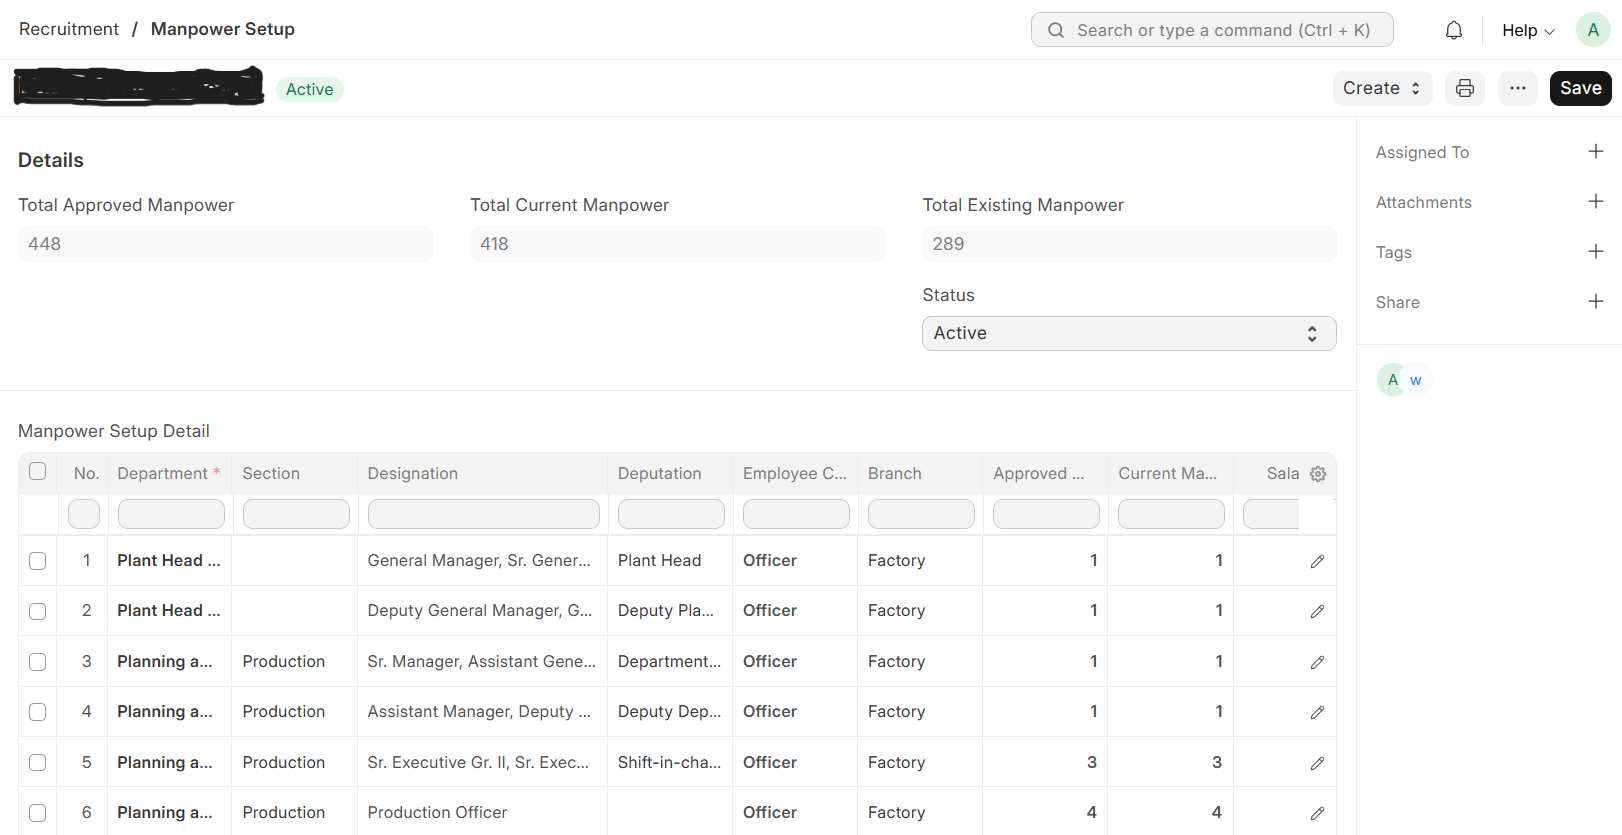 Recruitment / Manpower Setup
Search or type a command (Ctrl + K)
Help
A
Active
Create
Save
Details
Total Approved Manpower
Total Current Manpower
Total Existing Manpower
448
418
289
Status
Active
Assigned To
Attachments
Tags
Share
A w
Manpower Setup Detail
No. Department * Section Designation Deputation Employee C... Branch Approved ... Current Ma... Sala
1 Plant Head ... General Manager, Sr. Gener... Plant Head Officer Factory 1 1
2 Plant Head ... Deputy General Manager, G... Deputy Pla... Officer Factory 1 1
3 Planning a... Production Sr. Manager, Assistant Gene... Department... Officer Factory 1 1
4 Planning a... Production Assistant Manager, Deputy ... Deputy Dep... Officer Factory 1 1
5 Planning a... Production Sr. Executive Gr. II, Sr. Exec... Shift-in-cha... Officer Factory 3 3
6 Planning a... Production Production Officer Officer Factory 4 4